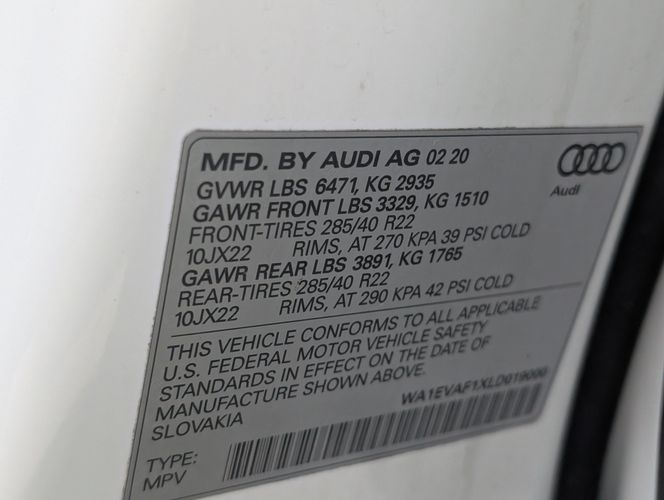 MFD. BY AUDI AG 02 20
Audi
GVWR LBS 6471, KG 2935
GAWR FRONT LBS 3329, KG 1510
FRONT-TIRES 285/40 R22
10JX22 RIMS, AT 270 KPA 39 PSI COLD
GAWR REAR LBS 3891, KG 1765
REAR-TIRES 285/40 R22
10JX22 RIMS, AT 290 KPA 42 PSI COLD
THIS VEHICLE CONFORMS TO ALL APPLICABLE
U.S. FEDERAL MOTOR VEHICLE SAFETY
STANDARDS IN EFFECT ON THE DATE OF
MANUFACTURE SHOWN ABOVE.
SLOVAKIA
TYPE:
MPV